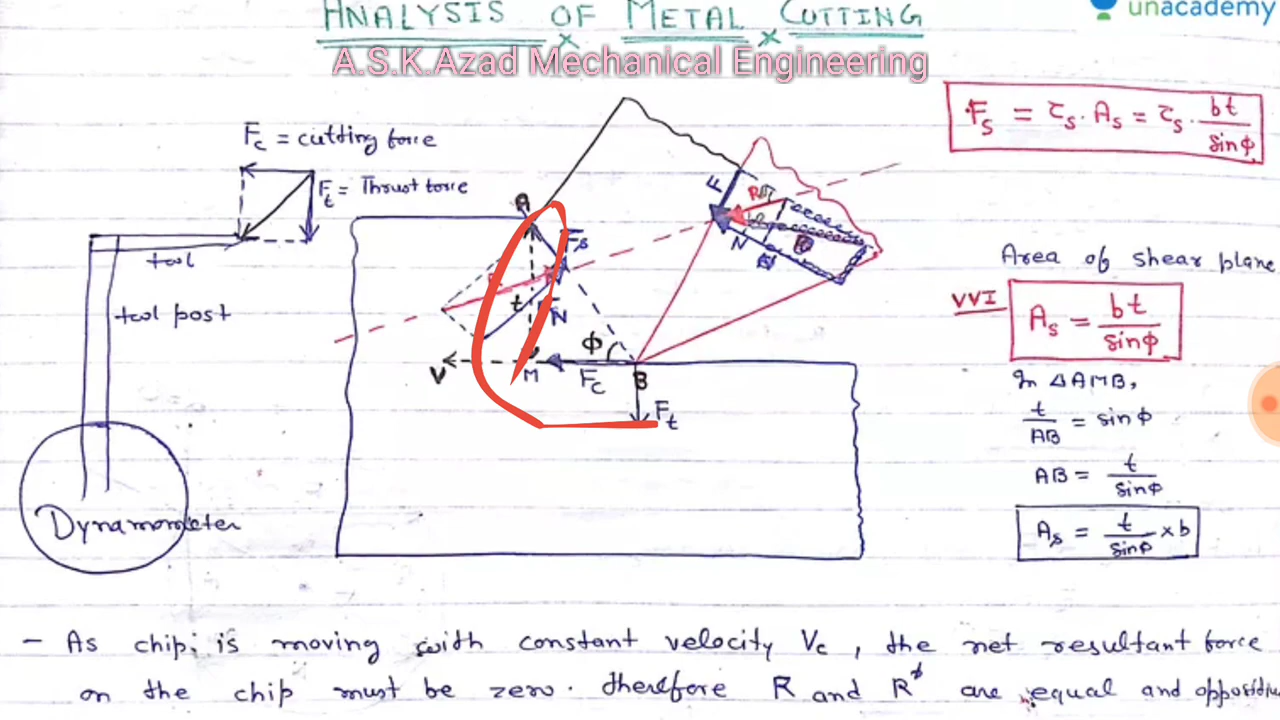 ANALYSIS OF METAL CUTTING
unacademy
A.S.K.Azad Mechanical Engineering
Fs = τs . As = τs . bt / sinφ
Fc = cutting force
Ft = Thrust force
tool
tool post
Dynamometer
A
Fs
t
N
V
M
Fc
φ
B
Ft
F
R
N
Area of shear plane
VVI
As = bt / sinφ
In ΔAMB,
t / AB = sinφ
AB = t / sinφ
As = t / sinφ × b
- As chip is moving with constant velocity Vc, the net resultant force
on the chip must be zero. therefore R and R' are equal and